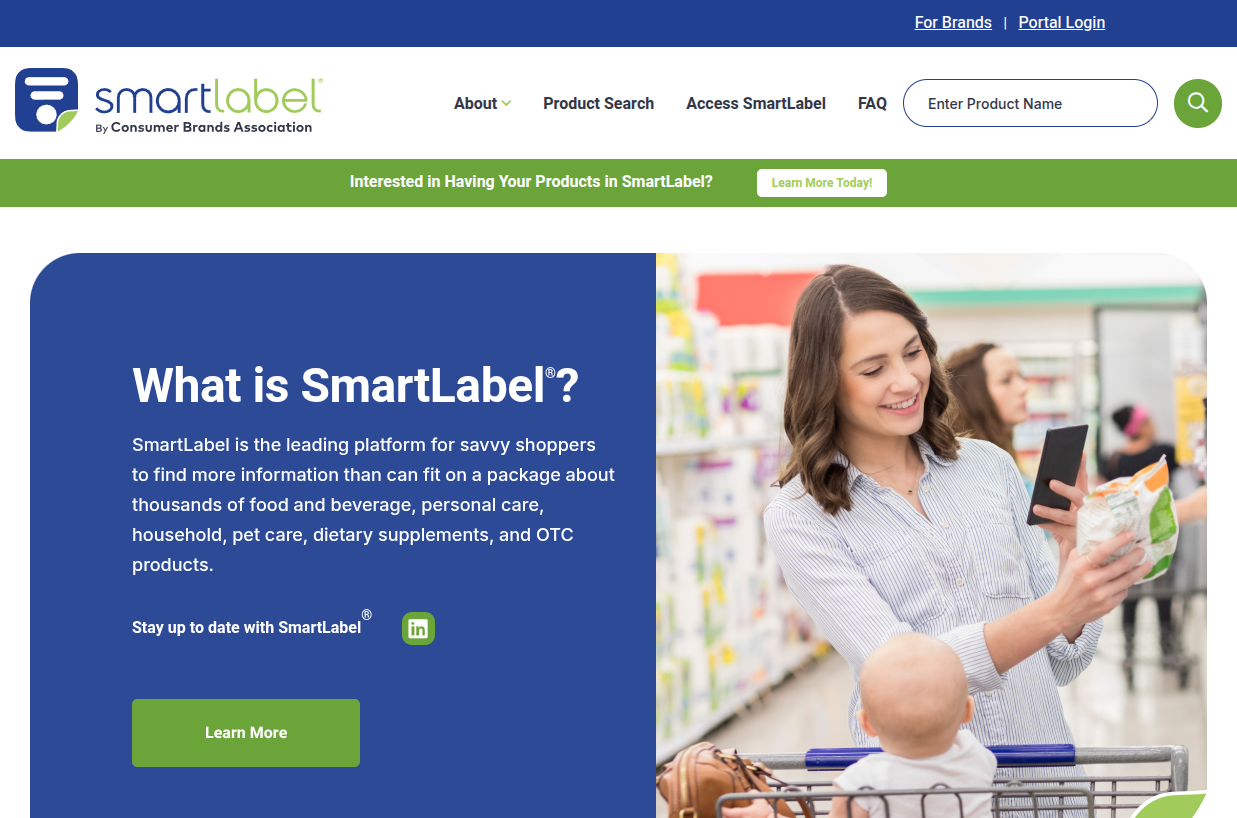 For Brands | Portal Login
smartlabel®
By Consumer Brands Association
About
Product Search
Access SmartLabel
FAQ
Enter Product Name
Interested in Having Your Products in SmartLabel?
Learn More Today!
What is SmartLabel®?
SmartLabel is the leading platform for savvy shoppers
to find more information than can fit on a package about
thousands of food and beverage, personal care,
household, pet care, dietary supplements, and OTC
products.
Stay up to date with SmartLabel®
in
Learn More